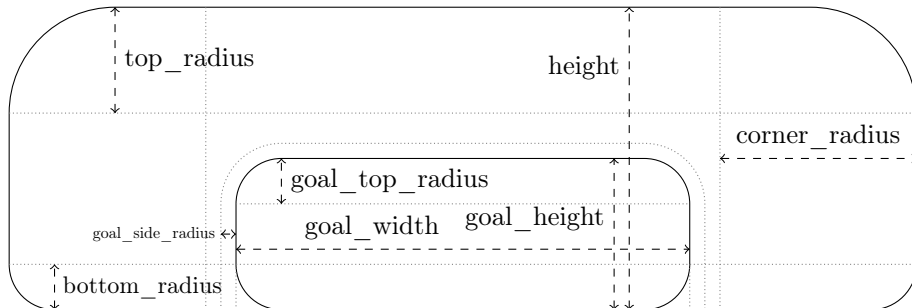 top_radius
height
corner_radius
goal_top_radius
goal_height
goal_width
goal_side_radius
bottom_radius